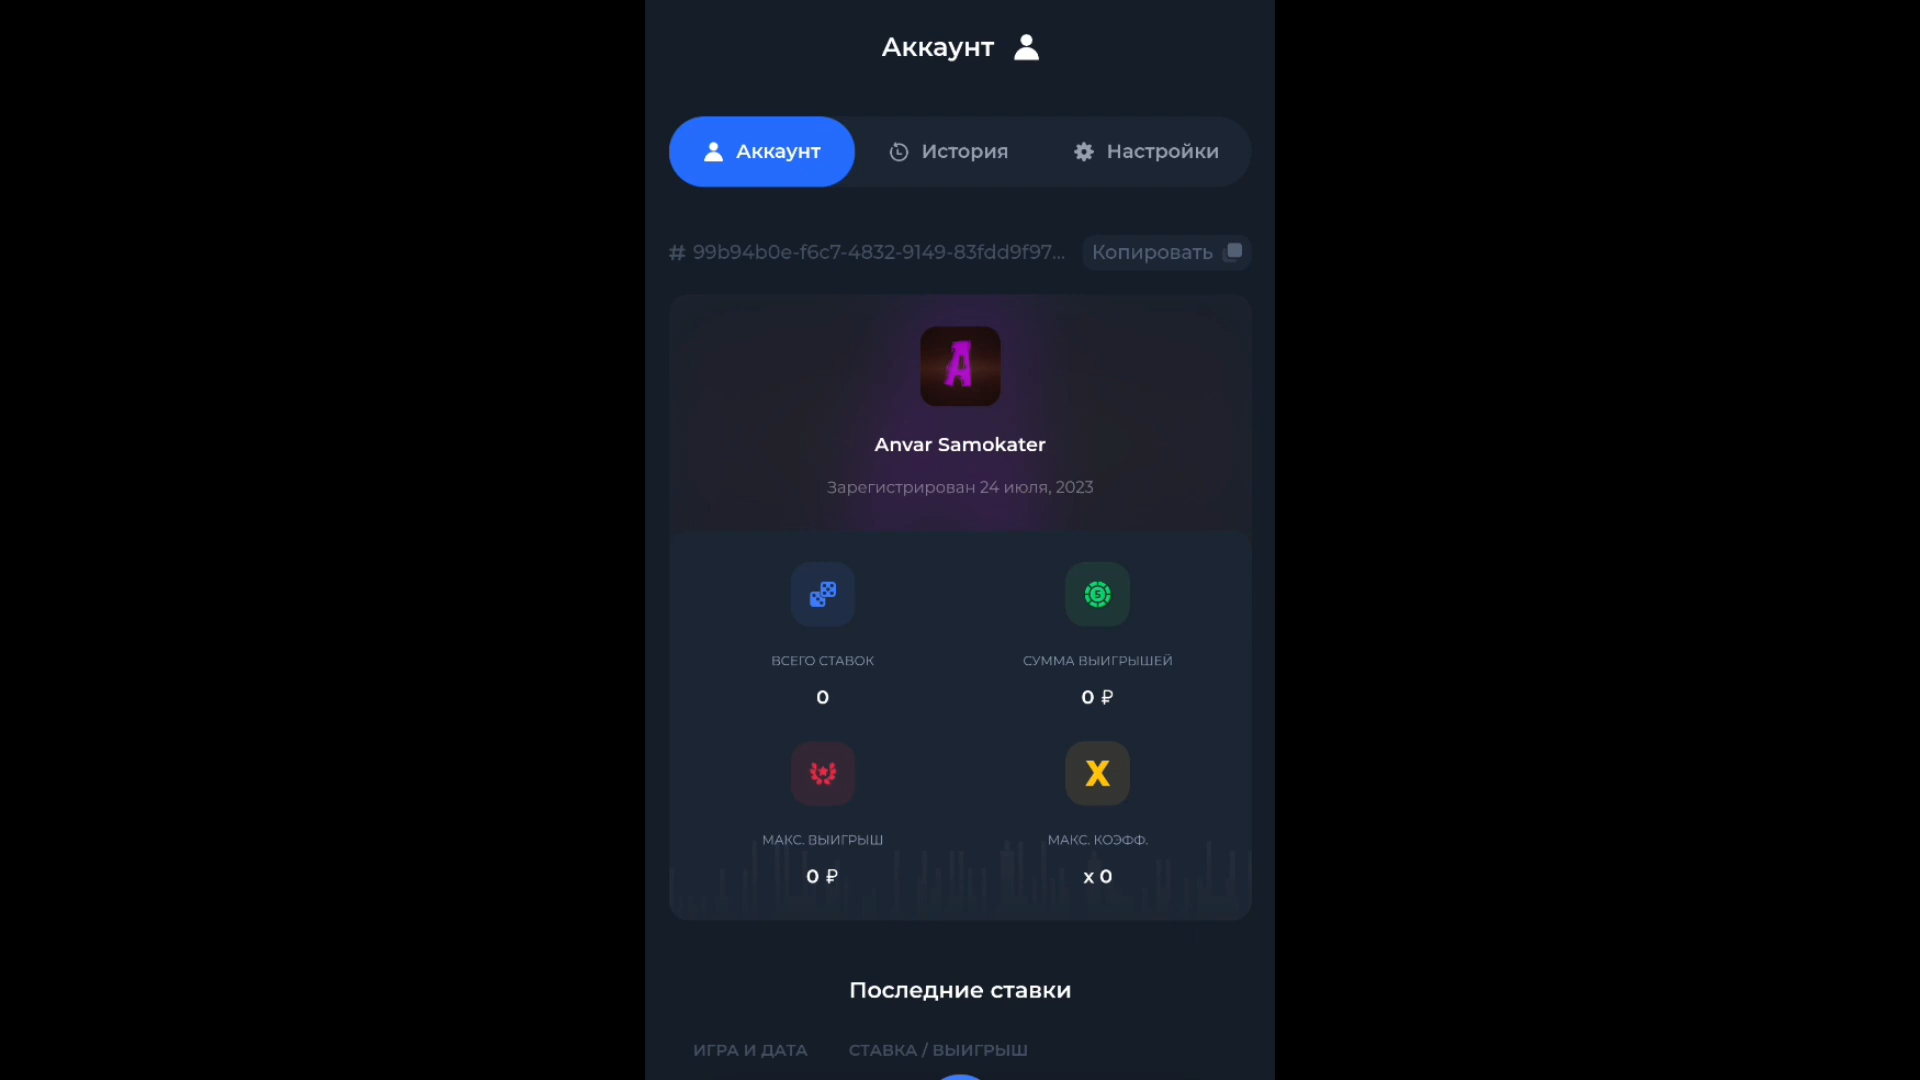 Аккаунт
Аккаунт
История
Настройки
# 99b94b0e-f6c7-4832-9149-83fdd9f97...
Копировать
A
Anvar Samokater
Зарегистрирован 24 июля, 2023
ВСЕГО СТАВОК
СУММА ВЫИГРЫШЕЙ
0
0 ₽
X
МАКС. ВЫИГРЫШ
МАКС. КОЭФФ.
0 ₽
x 0
Последние ставки
ИГРА И ДАТА
СТАВКА / ВЫИГРЫШ